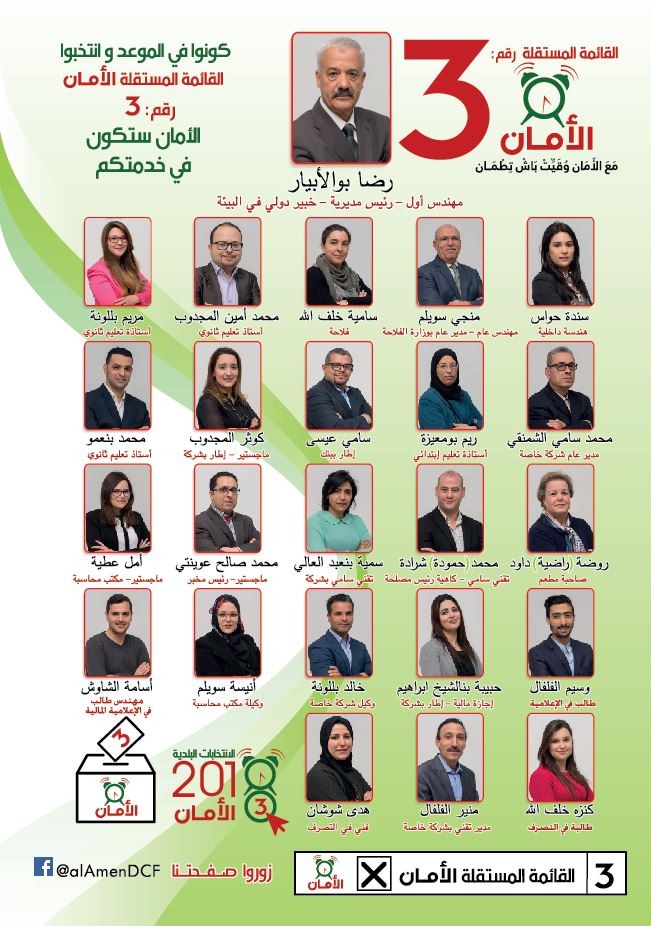 القائمة المستقلة رقم:
3
الأمان
مَعَ الأَمَان وُقَيِّتْ بَاش تِطْمَـان
كونوا في الموعد و انتخبوا
القائمة المستقلة الأمـان
رقم: 3
الأمان ستكون
في خدمتكم
رضا بوالأبيار
مهندس أول – رئيس مديرية – خبير دولي في البيئة
سندة حواس
هندسة داخلية
منجي سويلم
مهندس عام – مدير عام بوزارة الفلاحة
سامية خلف الله
فلاحة
محمد أمين المجدوب
أستاذ تعليم ثانوي
مريم بللونة
أستاذة تعليم ثانوي
محمد سامي الشمنقي
مدير عام شركة خاصة
ريم بومعيزة
أستاذة تعليم إبتدائي
سامي عيسى
إطار ببنك
كوثر المجدوب
ماجستير – إطار بشركة
محمد بنعمو
أستاذ تعليم ثانوي
روضة (راضية) داود
صاحبة مطعم
محمد (حمودة) شرادة
تقني سامي – كاهية رئيس مصلحة
سمية بنعبد العالي
تقني سامي بشركة
محمد صالح عوينتي
ماجستير– رئيس مخبر
أمل عطية
ماجستير– مكتب محاسبة
وسيم الفلفال
طالب في الإعلامية
حبيبة بنالشيخ ابراهيم
إجازة مالية – إطار بشركة
خالد بللونة
وكيل شركة خاصة
أنيسة سويلم
وكيلة مكتب محاسبة
أسامة الشاوش
مهندس طالب
في الإعلامية المالية
كنزه خلف الله
طالبة في التصرف
منير الفلفال
مدير تقني بشركة خاصة
هدى شوشان
فني في التصرف
الانتخابات البلدية
2018
الأمان 3
3
الأمان
زوروا صـفـحـتـنـا @alAmenDCF
3 القائمة المستقلة الأمـان الأمان